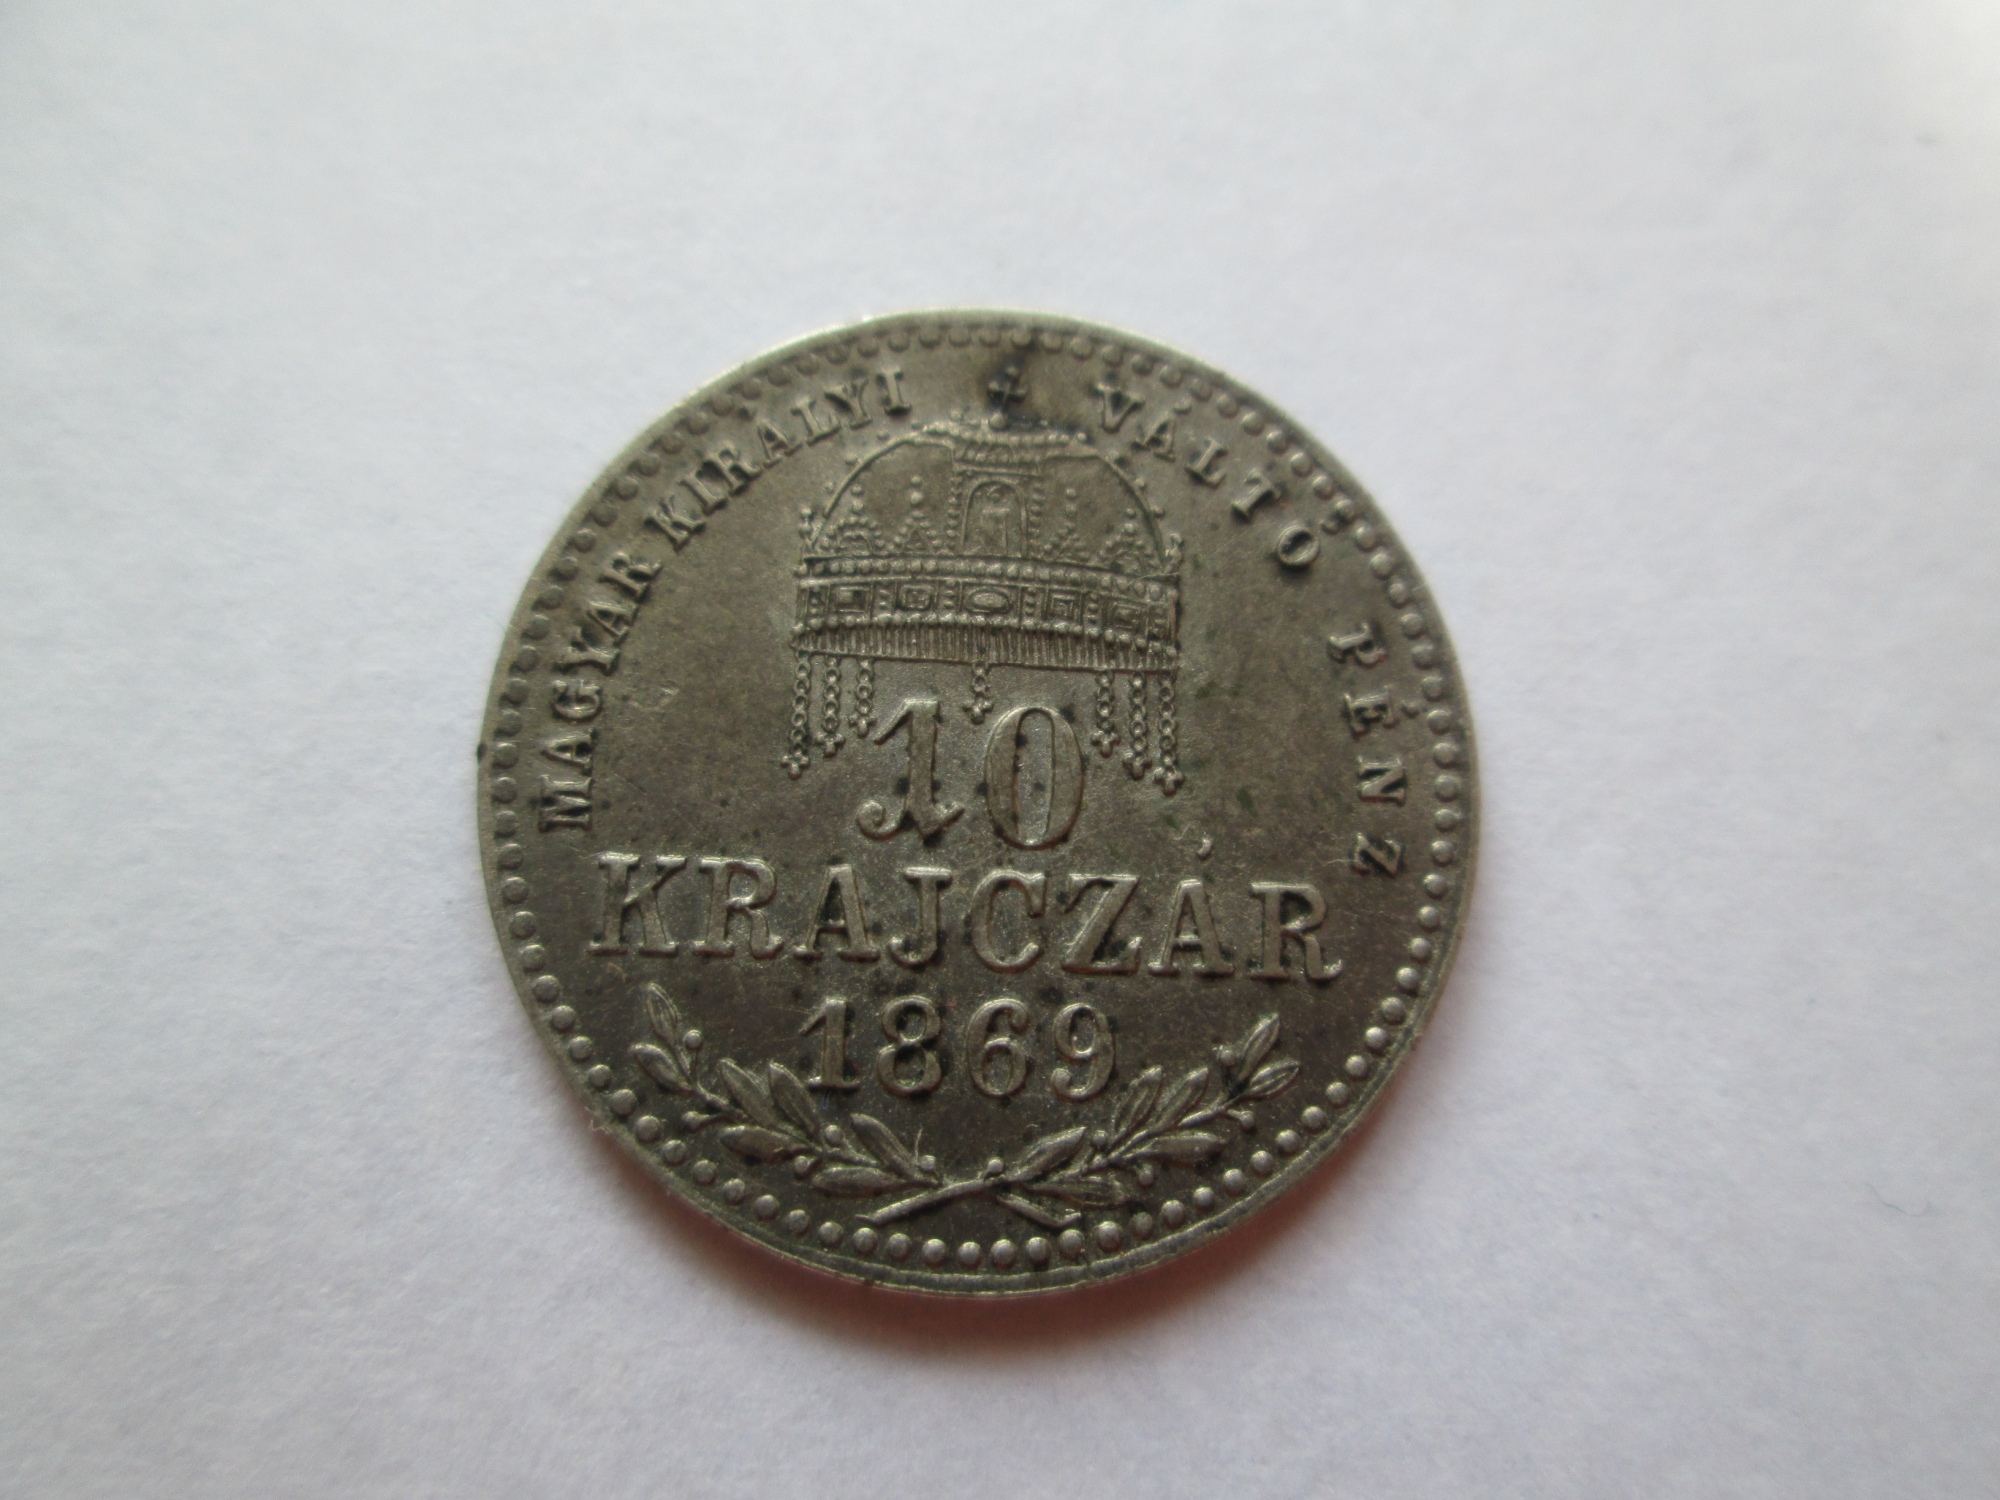 MAGYAR KIRÁLYI VÁLTÓ PÉNZ
10
KRAJCZÁR
1869